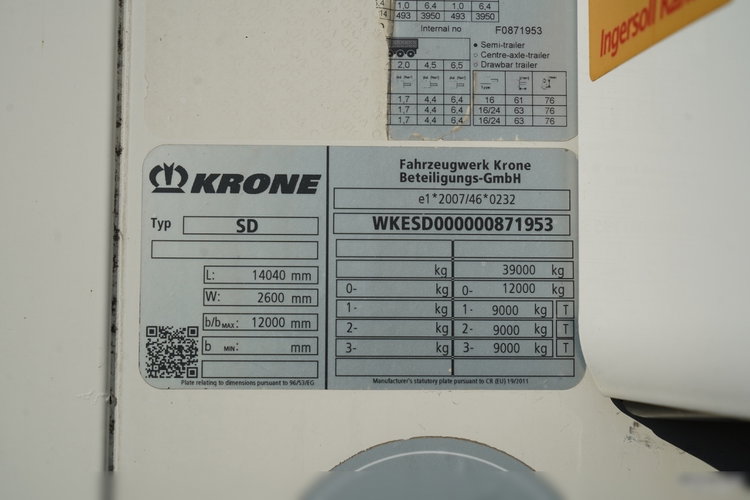 1,0 6,4 1,0 6,4
493 3950 493 3950
Internal no F0871953
Semi-trailer
Centre-axle-trailer
Drawbar trailer
2,0 4,5 6,5
1,7 4,4 6,4 16 61 76
1,7 4,4 6,4 16/24 63 76
1,7 4,4 6,4 16/24 63 76
Ingersoll
KRONE
Typ SD
L: 14040 mm
W: 2600 mm
b/bMAX: 12000 mm
b MIN: mm
Plate relating to dimensions pursuant to 96/53/EG
Fahrzeugwerk Krone
Beteiligungs-GmbH
e1*2007/46*0232
WKESD000000871953
kg 39000 kg
0- kg 0- 12000 kg
1- kg 1- 9000 kg T
2- kg 2- 9000 kg T
3- kg 3- 9000 kg T
Manufacturer's statutory plate pursuant to CR (EU) 19/2011